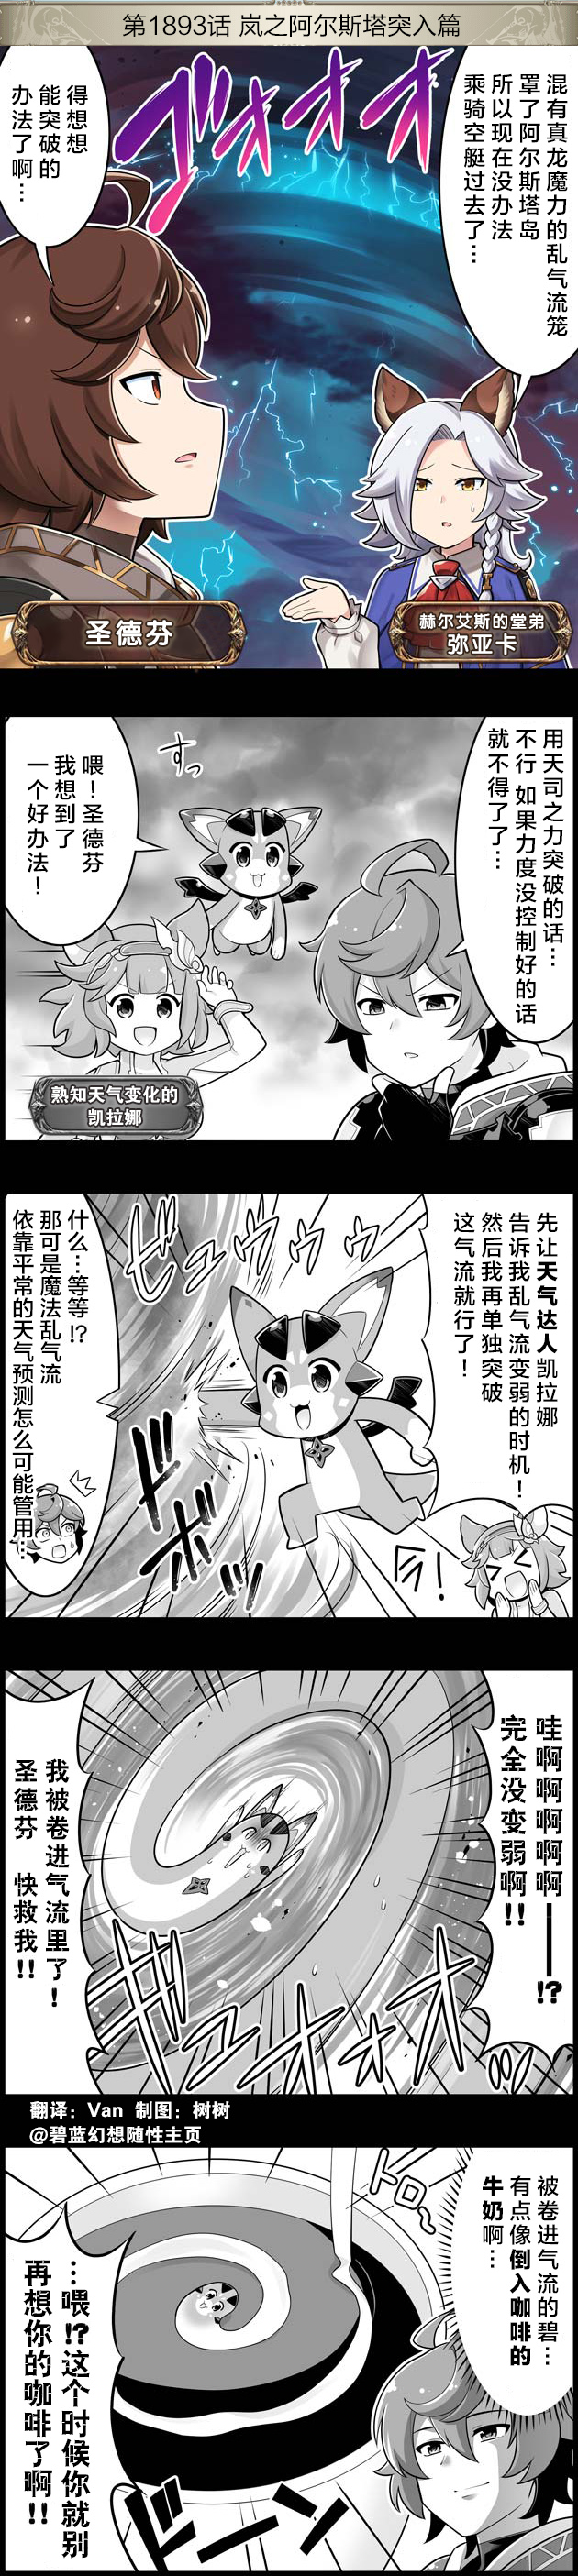 第1893话 岚之阿尔斯塔突入篇
混有真龙魔力的乱气流笼
罩了阿尔斯塔岛
所以现在没办法
乘骑空艇过去了…
ゴォォォ
得想想
能突破的
办法了啊…
圣德芬
赫尔艾斯的堂弟
弥亚卡
用天司之力突破的话…
不行 如果力度没控制好的话
就不得了了…
すっ
喂！圣德芬
我想到了
一个好办法！
熟知天气变化的
凯拉娜
先让天气达人凯拉娜
告诉我乱气流变弱的时机！
然后我再单独突破
这气流就行了！
ビュゥゥゥ
今！
ドドド
什么…等等!?
那可是魔法乱气流
依靠平常的天气预测怎么可能管用…
哇啊啊啊啊啊——!?
完全没变弱啊!!
我被卷进气流里了！
圣德芬 快救我!!
ゴォォォ
翻译：Van 制图：树树
@碧蓝幻想随性主页
被卷进气流的碧…
有点像倒入咖啡的
牛奶啊…
トロ～
…喂!?这个时候你就别
再想你的咖啡了啊!!
ドーン